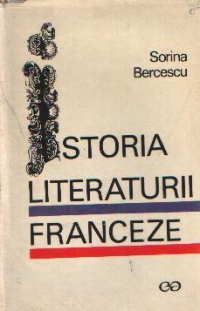 Sorina
Bercescu
ISTORIA
LITERATURII
FRANCEZE